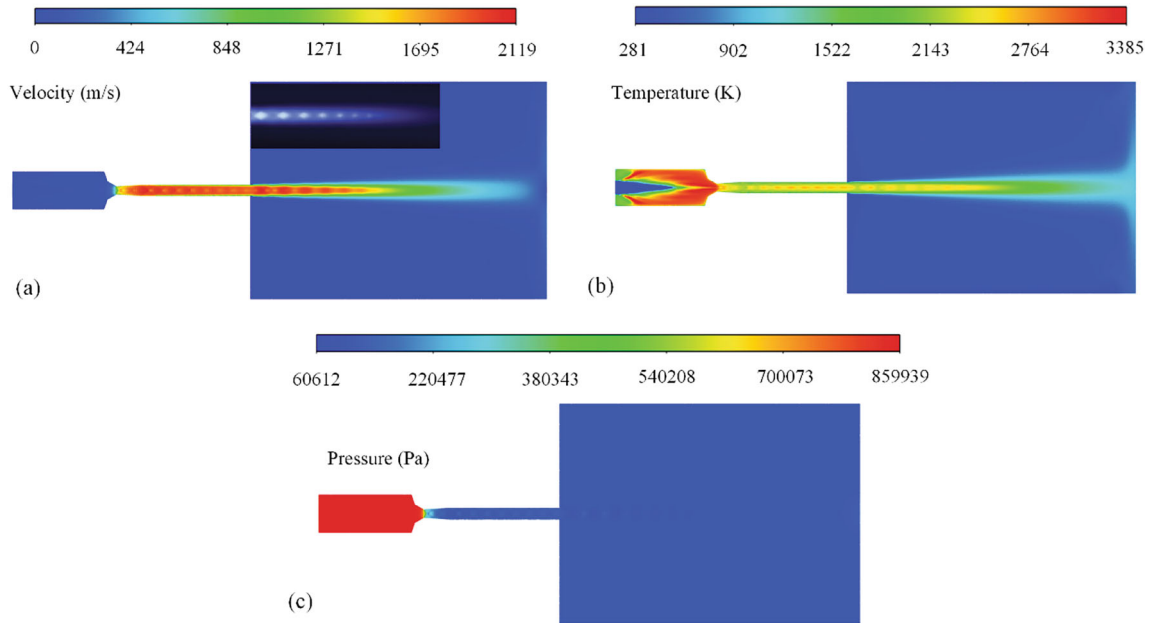 0 424 848 1271 1695 2119
Velocity (m/s)
(a)
281 902 1522 2143 2764 3385
Temperature (K)
(b)
60612 220477 380343 540208 700073 859939
Pressure (Pa)
(c)